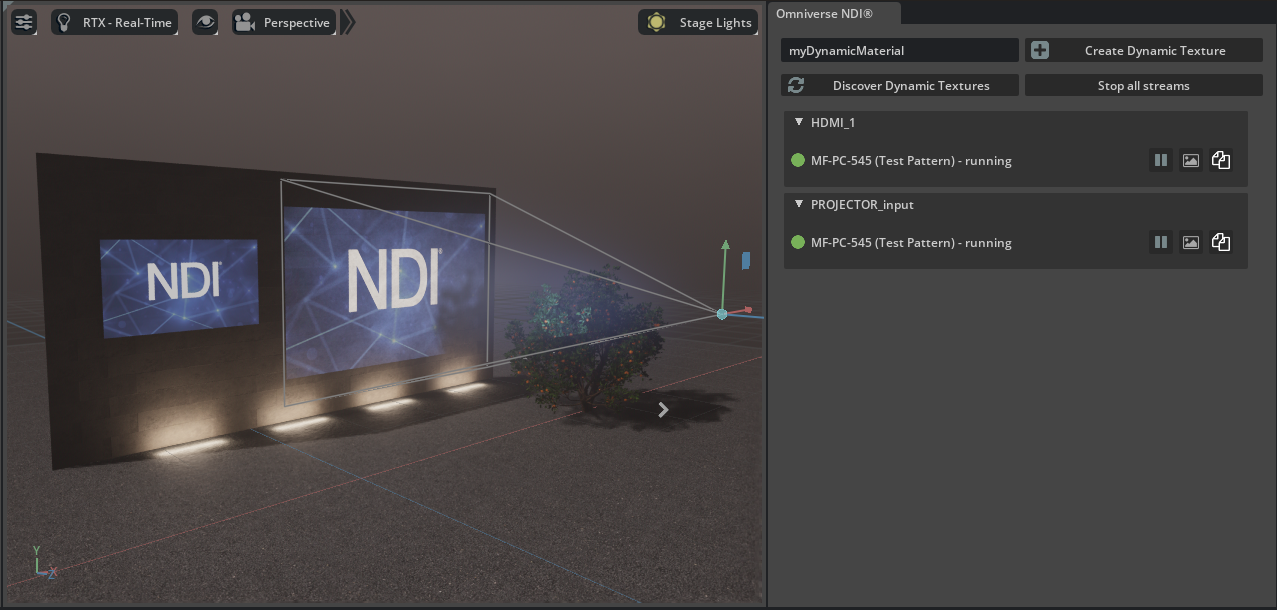 RTX - Real-Time
Perspective
Stage Lights
NDI®
NDI®
Y
X
Z
Omniverse NDI®
myDynamicMaterial
Create Dynamic Texture
Discover Dynamic Textures
Stop all streams
HDMI_1
MF-PC-545 (Test Pattern) - running
PROJECTOR_input
MF-PC-545 (Test Pattern) - running